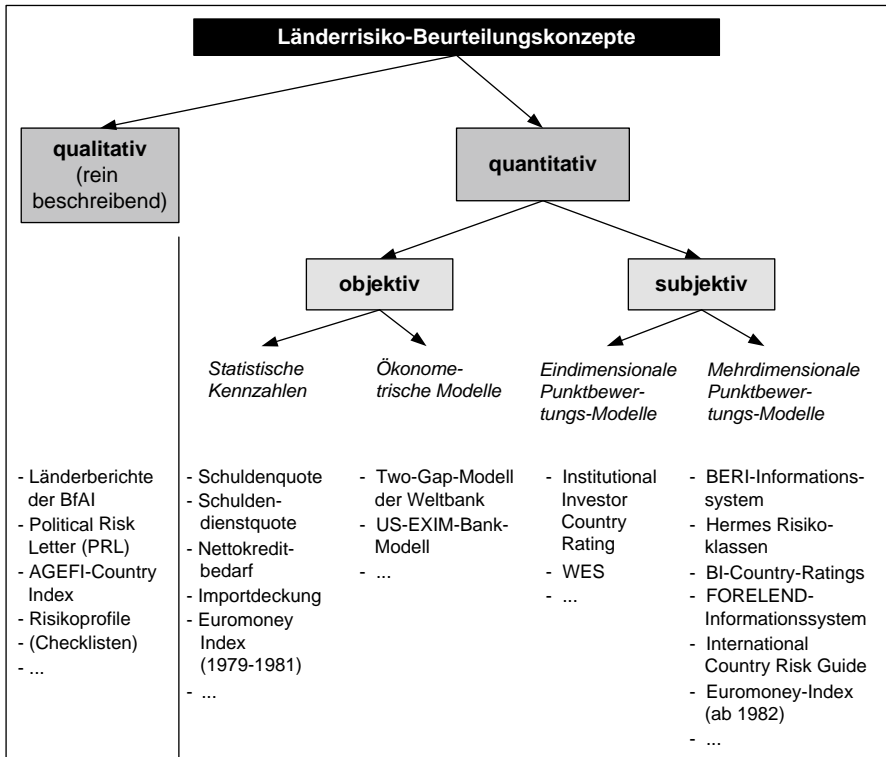 Länderrisiko-Beurteilungskonzepte
qualitativ
(rein
beschreibend)
quantitativ
objektiv
subjektiv
Statistische
Kennzahlen
Ökonome-
trische Modelle
Eindimensionale
Punktbewer-
tungs-Modelle
Mehrdimensionale
Punktbewer-
tungs-Modelle
- Länderberichte
der BfAI
- Political Risk
Letter (PRL)
- AGEFI-Country
Index
- Risikoprofile
- (Checklisten)
- ...
- Schuldenquote
- Schulden-
dienstquote
- Nettokredit-
bedarf
- Importdeckung
- Euromoney
Index
(1979-1981)
- ...
- Two-Gap-Modell
der Weltbank
- US-EXIM-Bank-
Modell
- ...
- Institutional
Investor
Country
Rating
- WES
- ...
- BERI-Informations-
system
- Hermes Risiko-
klassen
- BI-Country-Ratings
- FORELEND-
Informationssystem
- International
Country Risk Guide
- Euromoney-Index
(ab 1982)
- ...